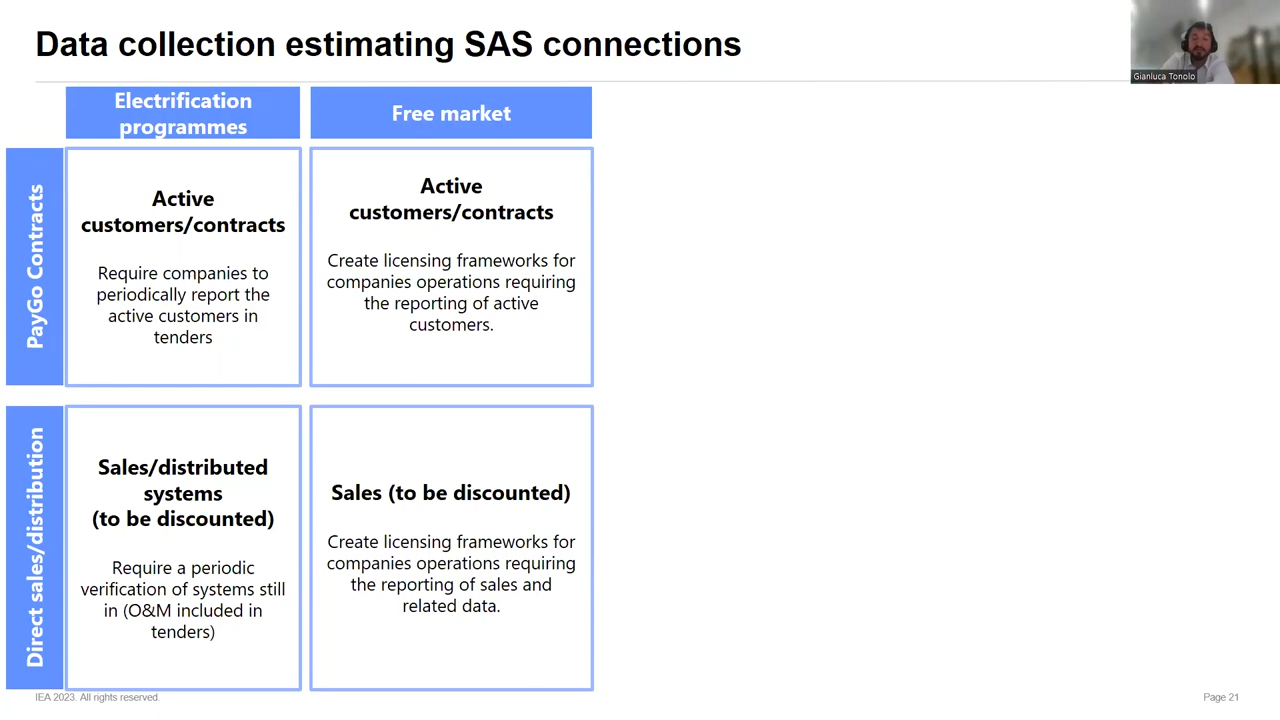 Data collection estimating SAS connections
Gianluca Tonolo
Electrification
programmes
Free market
PayGo Contracts
Active
customers/contracts
Require companies to
periodically report the
active customers in
tenders
Active
customers/contracts
Create licensing frameworks for
companies operations requiring
the reporting of active
customers.
Direct sales/distribution
Sales/distributed
systems
(to be discounted)
Require a periodic
verification of systems still
in (O&M included in
tenders)
Sales (to be discounted)
Create licensing frameworks for
companies operations requiring
the reporting of sales and
related data.
IEA 2023. All rights reserved.
Page 21